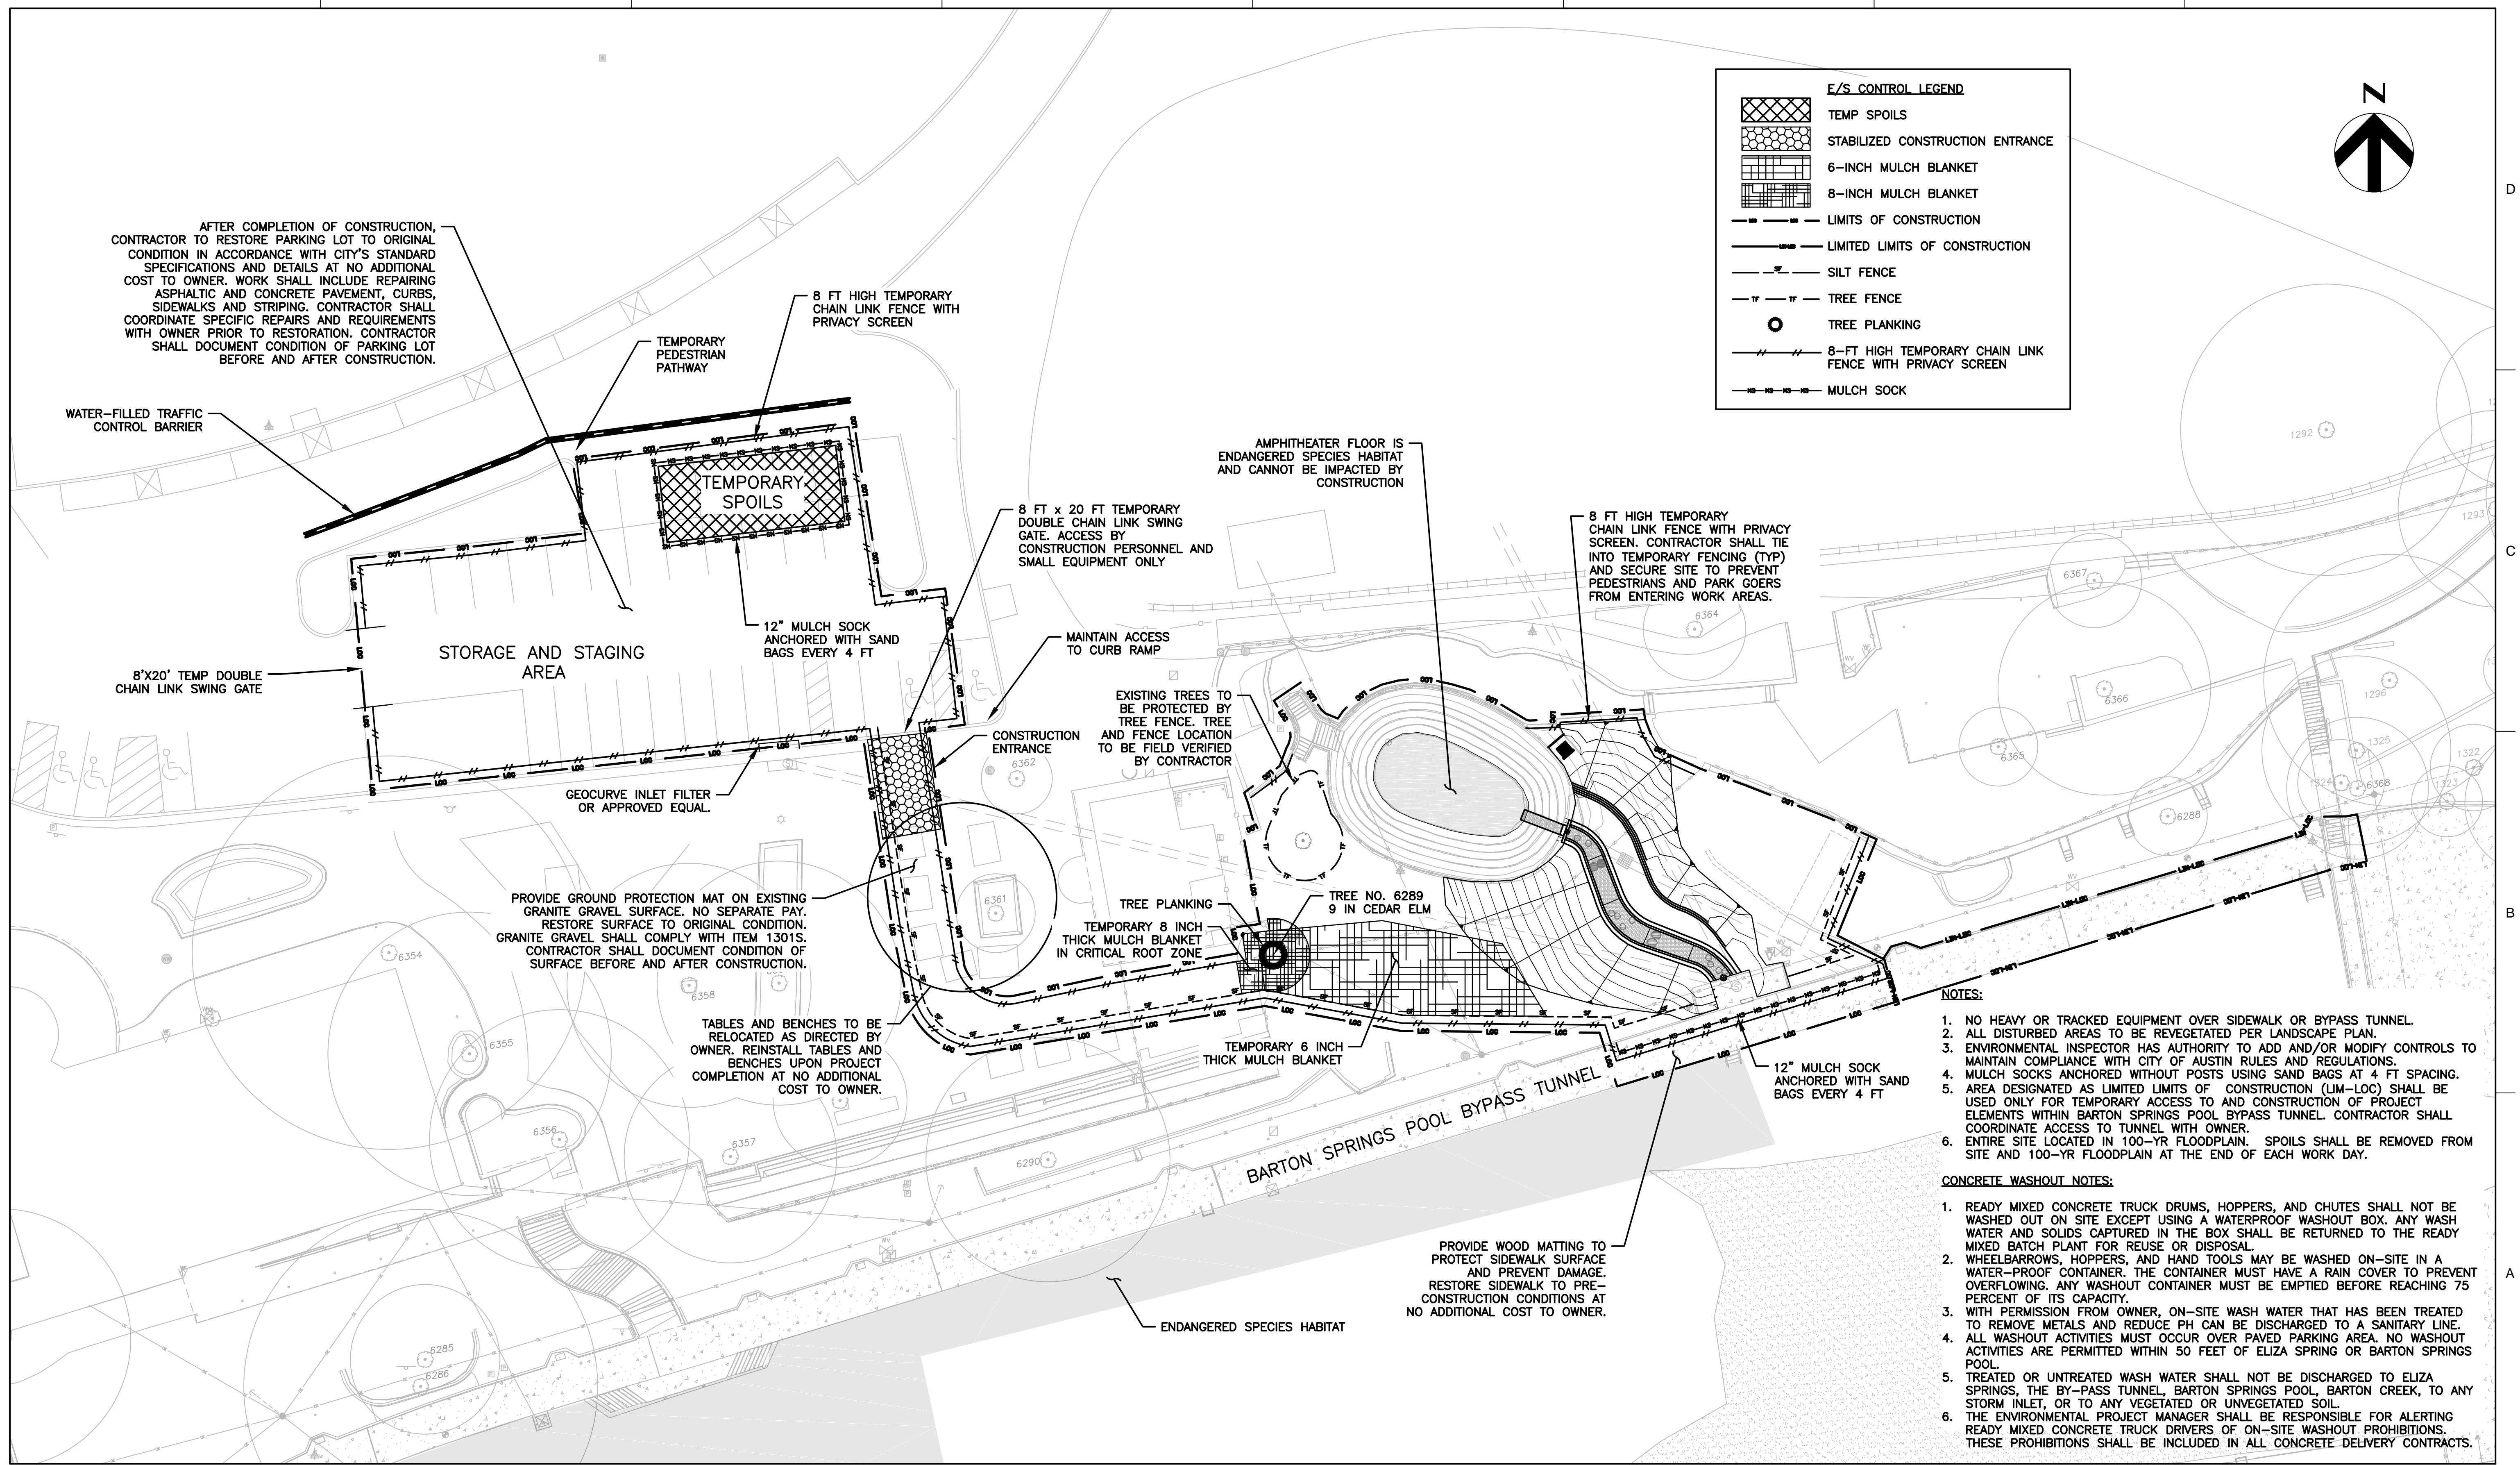 E/S CONTROL LEGEND
TEMP SPOILS
STABILIZED CONSTRUCTION ENTRANCE
6-INCH MULCH BLANKET
8-INCH MULCH BLANKET
LIMITS OF CONSTRUCTION
LIMITED LIMITS OF CONSTRUCTION
SF
SILT FENCE
TF TF
TREE FENCE
TREE PLANKING
8-FT HIGH TEMPORARY CHAIN LINK
FENCE WITH PRIVACY SCREEN
MULCH SOCK
N
D
C
B
A
AFTER COMPLETION OF CONSTRUCTION,
CONTRACTOR TO RESTORE PARKING LOT TO ORIGINAL
CONDITION IN ACCORDANCE WITH CITY'S STANDARD
SPECIFICATIONS AND DETAILS AT NO ADDITIONAL
COST TO OWNER. WORK SHALL INCLUDE REPAIRING
ASPHALTIC AND CONCRETE PAVEMENT, CURBS,
SIDEWALKS AND STRIPING. CONTRACTOR SHALL
COORDINATE SPECIFIC REPAIRS AND REQUIREMENTS
WITH OWNER PRIOR TO RESTORATION. CONTRACTOR
SHALL DOCUMENT CONDITION OF PARKING LOT
BEFORE AND AFTER CONSTRUCTION.
8 FT HIGH TEMPORARY
CHAIN LINK FENCE WITH
PRIVACY SCREEN
TEMPORARY
PEDESTRIAN
PATHWAY
WATER-FILLED TRAFFIC
CONTROL BARRIER
TEMPORARY
SPOILS
8 FT x 20 FT TEMPORARY
DOUBLE CHAIN LINK SWING
GATE. ACCESS BY
CONSTRUCTION PERSONNEL AND
SMALL EQUIPMENT ONLY
AMPHITHEATER FLOOR IS
ENDANGERED SPECIES HABITAT
AND CANNOT BE IMPACTED BY
CONSTRUCTION
8 FT HIGH TEMPORARY
CHAIN LINK FENCE WITH PRIVACY
SCREEN. CONTRACTOR SHALL TIE
INTO TEMPORARY FENCING (TYP)
AND SECURE SITE TO PREVENT
PEDESTRIANS AND PARK GOERS
FROM ENTERING WORK AREAS.
12" MULCH SOCK
ANCHORED WITH SAND
BAGS EVERY 4 FT
STORAGE AND STAGING
AREA
MAINTAIN ACCESS
TO CURB RAMP
8'X20' TEMP DOUBLE
CHAIN LINK SWING GATE
EXISTING TREES TO
BE PROTECTED BY
TREE FENCE. TREE
AND FENCE LOCATION
TO BE FIELD VERIFIED
BY CONTRACTOR
CONSTRUCTION
ENTRANCE
GEOCURVE INLET FILTER
OR APPROVED EQUAL.
PROVIDE GROUND PROTECTION MAT ON EXISTING
GRANITE GRAVEL SURFACE. NO SEPARATE PAY.
RESTORE SURFACE TO ORIGINAL CONDITION.
GRANITE GRAVEL SHALL COMPLY WITH ITEM 1301S.
CONTRACTOR SHALL DOCUMENT CONDITION OF
SURFACE BEFORE AND AFTER CONSTRUCTION.
TREE PLANKING
TREE NO. 6289
9 IN CEDAR ELM
TEMPORARY 8 INCH
THICK MULCH BLANKET
IN CRITICAL ROOT ZONE
TABLES AND BENCHES TO BE
RELOCATED AS DIRECTED BY
OWNER. REINSTALL TABLES AND
BENCHES UPON PROJECT
COMPLETION AT NO ADDITIONAL
COST TO OWNER.
TEMPORARY 6 INCH
THICK MULCH BLANKET
12" MULCH SOCK
ANCHORED WITH SAND
BAGS EVERY 4 FT
BARTON SPRINGS POOL BYPASS TUNNEL
PROVIDE WOOD MATTING TO
PROTECT SIDEWALK SURFACE
AND PREVENT DAMAGE.
RESTORE SIDEWALK TO PRE-
CONSTRUCTION CONDITIONS AT
NO ADDITIONAL COST TO OWNER.
ENDANGERED SPECIES HABITAT
1292
1293
6367
6364
6366
1296
6365
1325
1322
1324
6368
1323
6288
6362
6361
6354
6358
6355
6356
6357
6290
6285
6286
NOTES:
1. NO HEAVY OR TRACKED EQUIPMENT OVER SIDEWALK OR BYPASS TUNNEL.
2. ALL DISTURBED AREAS TO BE REVEGETATED PER LANDSCAPE PLAN.
3. ENVIRONMENTAL INSPECTOR HAS AUTHORITY TO ADD AND/OR MODIFY CONTROLS TO
MAINTAIN COMPLIANCE WITH CITY OF AUSTIN RULES AND REGULATIONS.
4. MULCH SOCKS ANCHORED WITHOUT POSTS USING SAND BAGS AT 4 FT SPACING.
5. AREA DESIGNATED AS LIMITED LIMITS OF CONSTRUCTION (LIM-LOC) SHALL BE
USED ONLY FOR TEMPORARY ACCESS TO AND CONSTRUCTION OF PROJECT
ELEMENTS WITHIN BARTON SPRINGS POOL BYPASS TUNNEL. CONTRACTOR SHALL
COORDINATE ACCESS TO TUNNEL WITH OWNER.
6. ENTIRE SITE LOCATED IN 100-YR FLOODPLAIN. SPOILS SHALL BE REMOVED FROM
SITE AND 100-YR FLOODPLAIN AT THE END OF EACH WORK DAY.
CONCRETE WASHOUT NOTES:
1. READY MIXED CONCRETE TRUCK DRUMS, HOPPERS, AND CHUTES SHALL NOT BE
WASHED OUT ON SITE EXCEPT USING A WATERPROOF WASHOUT BOX. ANY WASH
WATER AND SOLIDS CAPTURED IN THE BOX SHALL BE RETURNED TO THE READY
MIXED BATCH PLANT FOR REUSE OR DISPOSAL.
2. WHEELBARROWS, HOPPERS, AND HAND TOOLS MAY BE WASHED ON-SITE IN A
WATER-PROOF CONTAINER. THE CONTAINER MUST HAVE A RAIN COVER TO PREVENT
OVERFLOWING. ANY WASHOUT CONTAINER MUST BE EMPTIED BEFORE REACHING 75
PERCENT OF ITS CAPACITY.
3. WITH PERMISSION FROM OWNER, ON-SITE WASH WATER THAT HAS BEEN TREATED
TO REMOVE METALS AND REDUCE PH CAN BE DISCHARGED TO A SANITARY LINE.
4. ALL WASHOUT ACTIVITIES MUST OCCUR OVER PAVED PARKING AREA. NO WASHOUT
ACTIVITIES ARE PERMITTED WITHIN 50 FEET OF ELIZA SPRING OR BARTON SPRINGS
POOL.
5. TREATED OR UNTREATED WASH WATER SHALL NOT BE DISCHARGED TO ELIZA
SPRINGS, THE BY-PASS TUNNEL, BARTON SPRINGS POOL, BARTON CREEK, TO ANY
STORM INLET, OR TO ANY VEGETATED OR UNVEGETATED SOIL.
6. THE ENVIRONMENTAL PROJECT MANAGER SHALL BE RESPONSIBLE FOR ALERTING
READY MIXED CONCRETE TRUCK DRIVERS OF ON-SITE WASHOUT PROHIBITIONS.
THESE PROHIBITIONS SHALL BE INCLUDED IN ALL CONCRETE DELIVERY CONTRACTS.